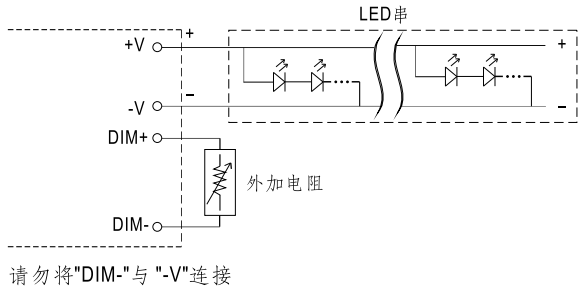 LED串
+V
+
+
-V
−
−
DIM+
外加电阻
DIM-
请勿将"DIM-"与 "-V"连接